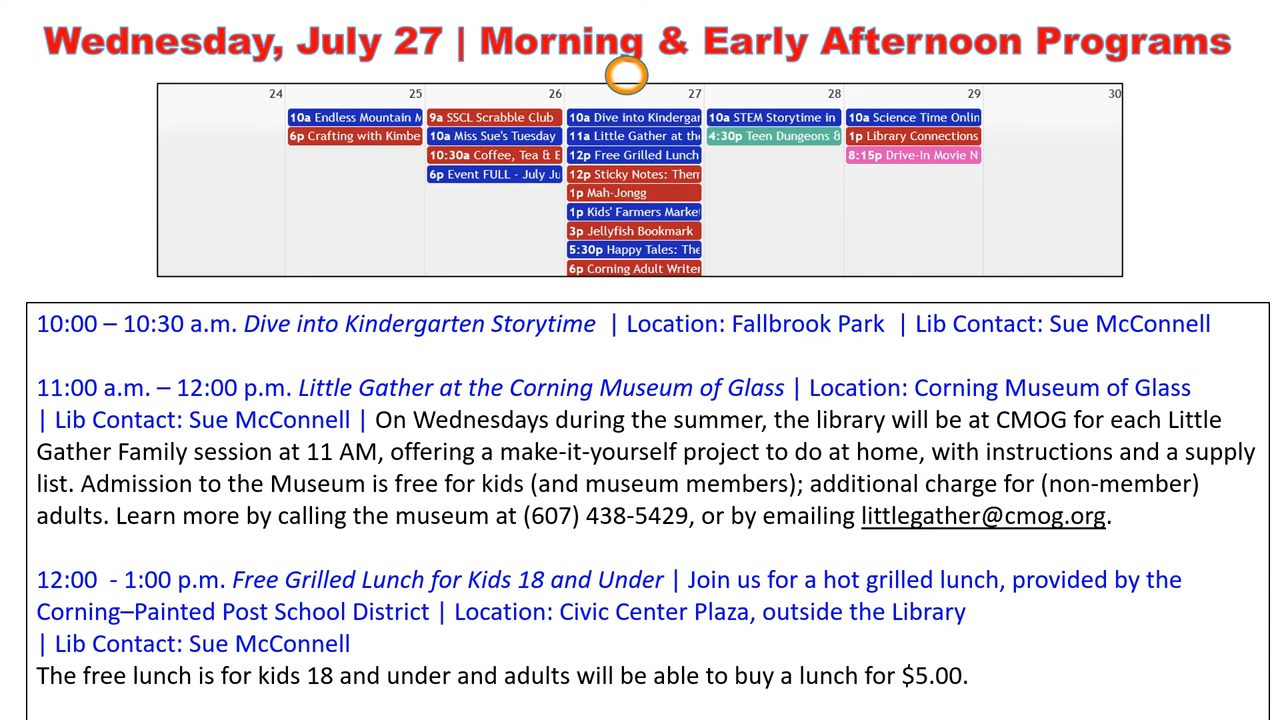 Wednesday, July 27 | Morning & Early Afternoon Programs
24 25 26 27 28 29 30
10a Endless Mountain M
6p Crafting with Kimbe
9a SSCL Scrabble Club
10a Miss Sue's Tuesday
10:30a Coffee, Tea & E
6p Event FULL - July Ju
10a Dive into Kindergar
11a Little Gather at the
12p Free Grilled Lunch
12p Sticky Notes: Them
1p Mah-Jongg
1p Kids' Farmers Market
3p Jellyfish Bookmark
5:30p Happy Tales: The
6p Corning Adult Writer
10a STEM Storytime in
4:30p Teen Dungeons &
10a Science Time Onlin
1p Library Connections
8:15p Drive-In Movie N
10:00 – 10:30 a.m. Dive into Kindergarten Storytime | Location: Fallbrook Park | Lib Contact: Sue McConnell
11:00 a.m. – 12:00 p.m. Little Gather at the Corning Museum of Glass | Location: Corning Museum of Glass
| Lib Contact: Sue McConnell | On Wednesdays during the summer, the library will be at CMOG for each Little
Gather Family session at 11 AM, offering a make-it-yourself project to do at home, with instructions and a supply
list. Admission to the Museum is free for kids (and museum members); additional charge for (non-member)
adults. Learn more by calling the museum at (607) 438-5429, or by emailing littlegather@cmog.org.
12:00 - 1:00 p.m. Free Grilled Lunch for Kids 18 and Under | Join us for a hot grilled lunch, provided by the
Corning–Painted Post School District | Location: Civic Center Plaza, outside the Library
| Lib Contact: Sue McConnell
The free lunch is for kids 18 and under and adults will be able to buy a lunch for $5.00.